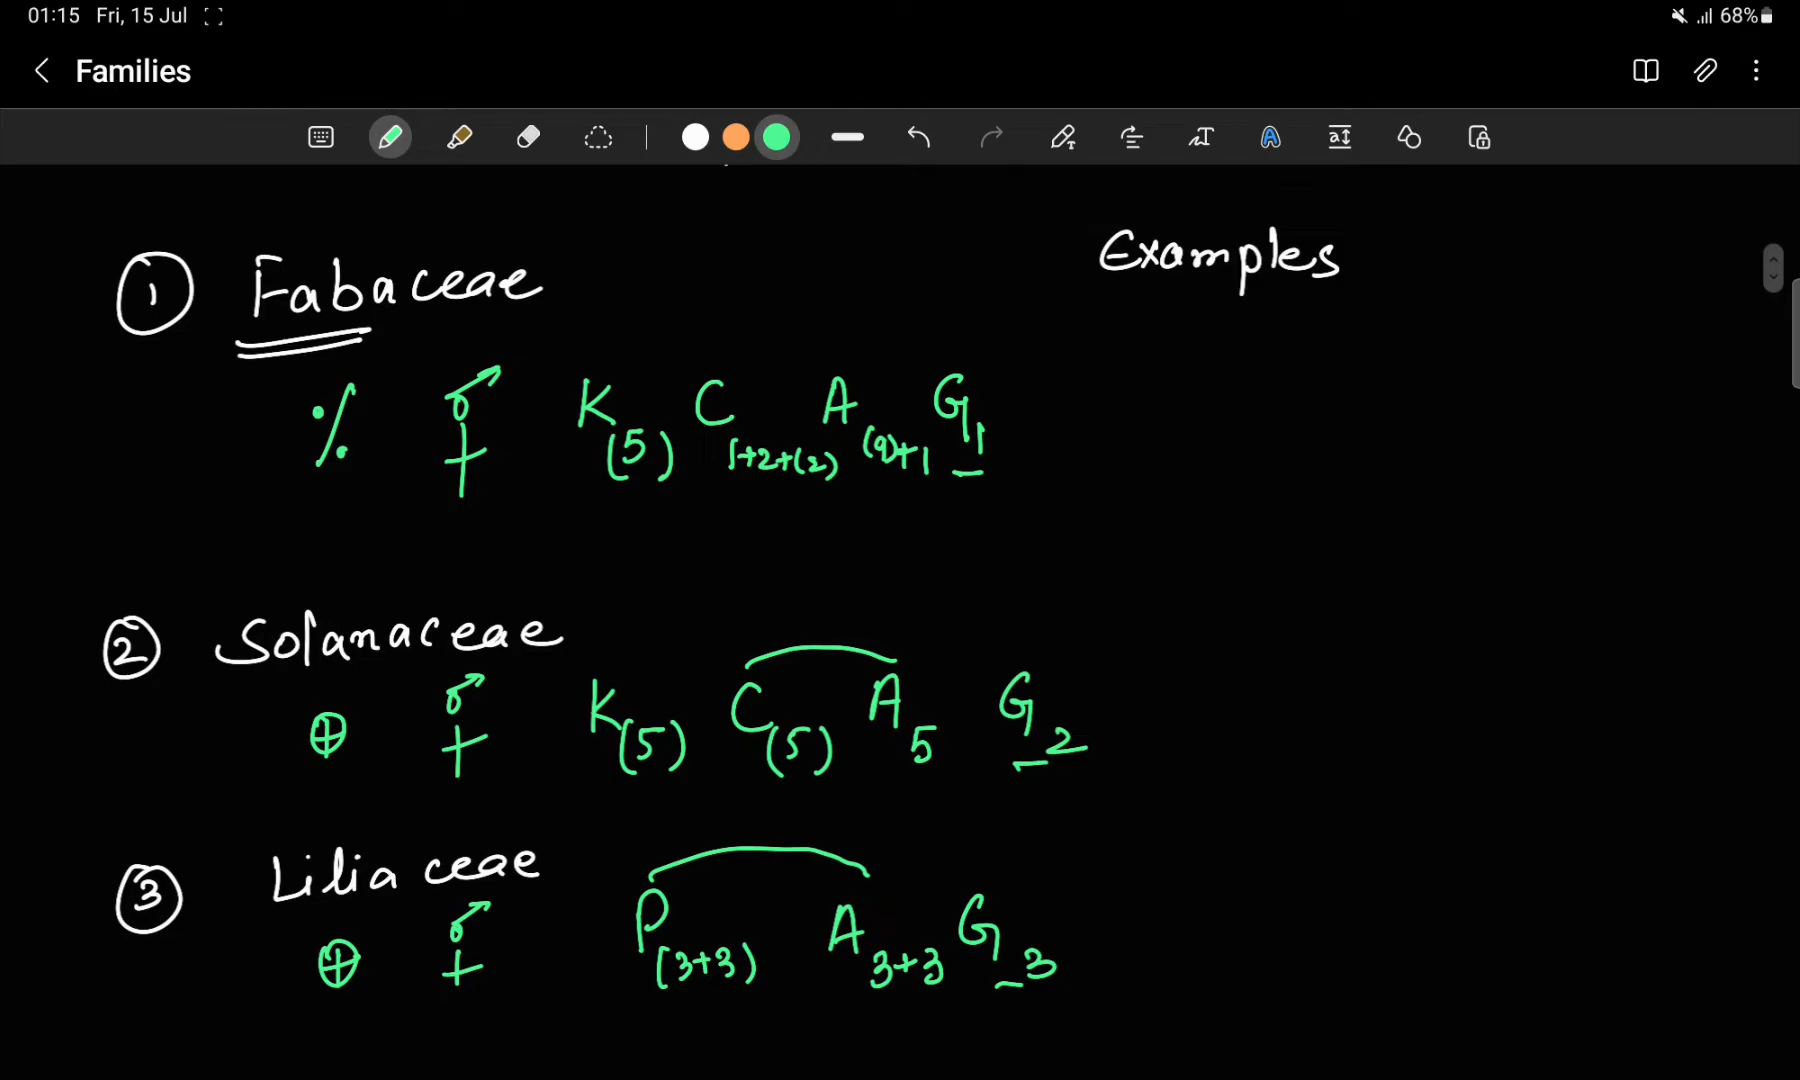 01:15 Fri, 15 Jul 68%
Families
Examples
① Fabaceae
% ⚥ K(5) C1+2+(2) A(9)+1 G1
② Solanaceae
⊕ ⚥ K(5) C(5) A5 G2
③ Liliaceae
⊕ ⚥ P(3+3) A3+3 G3